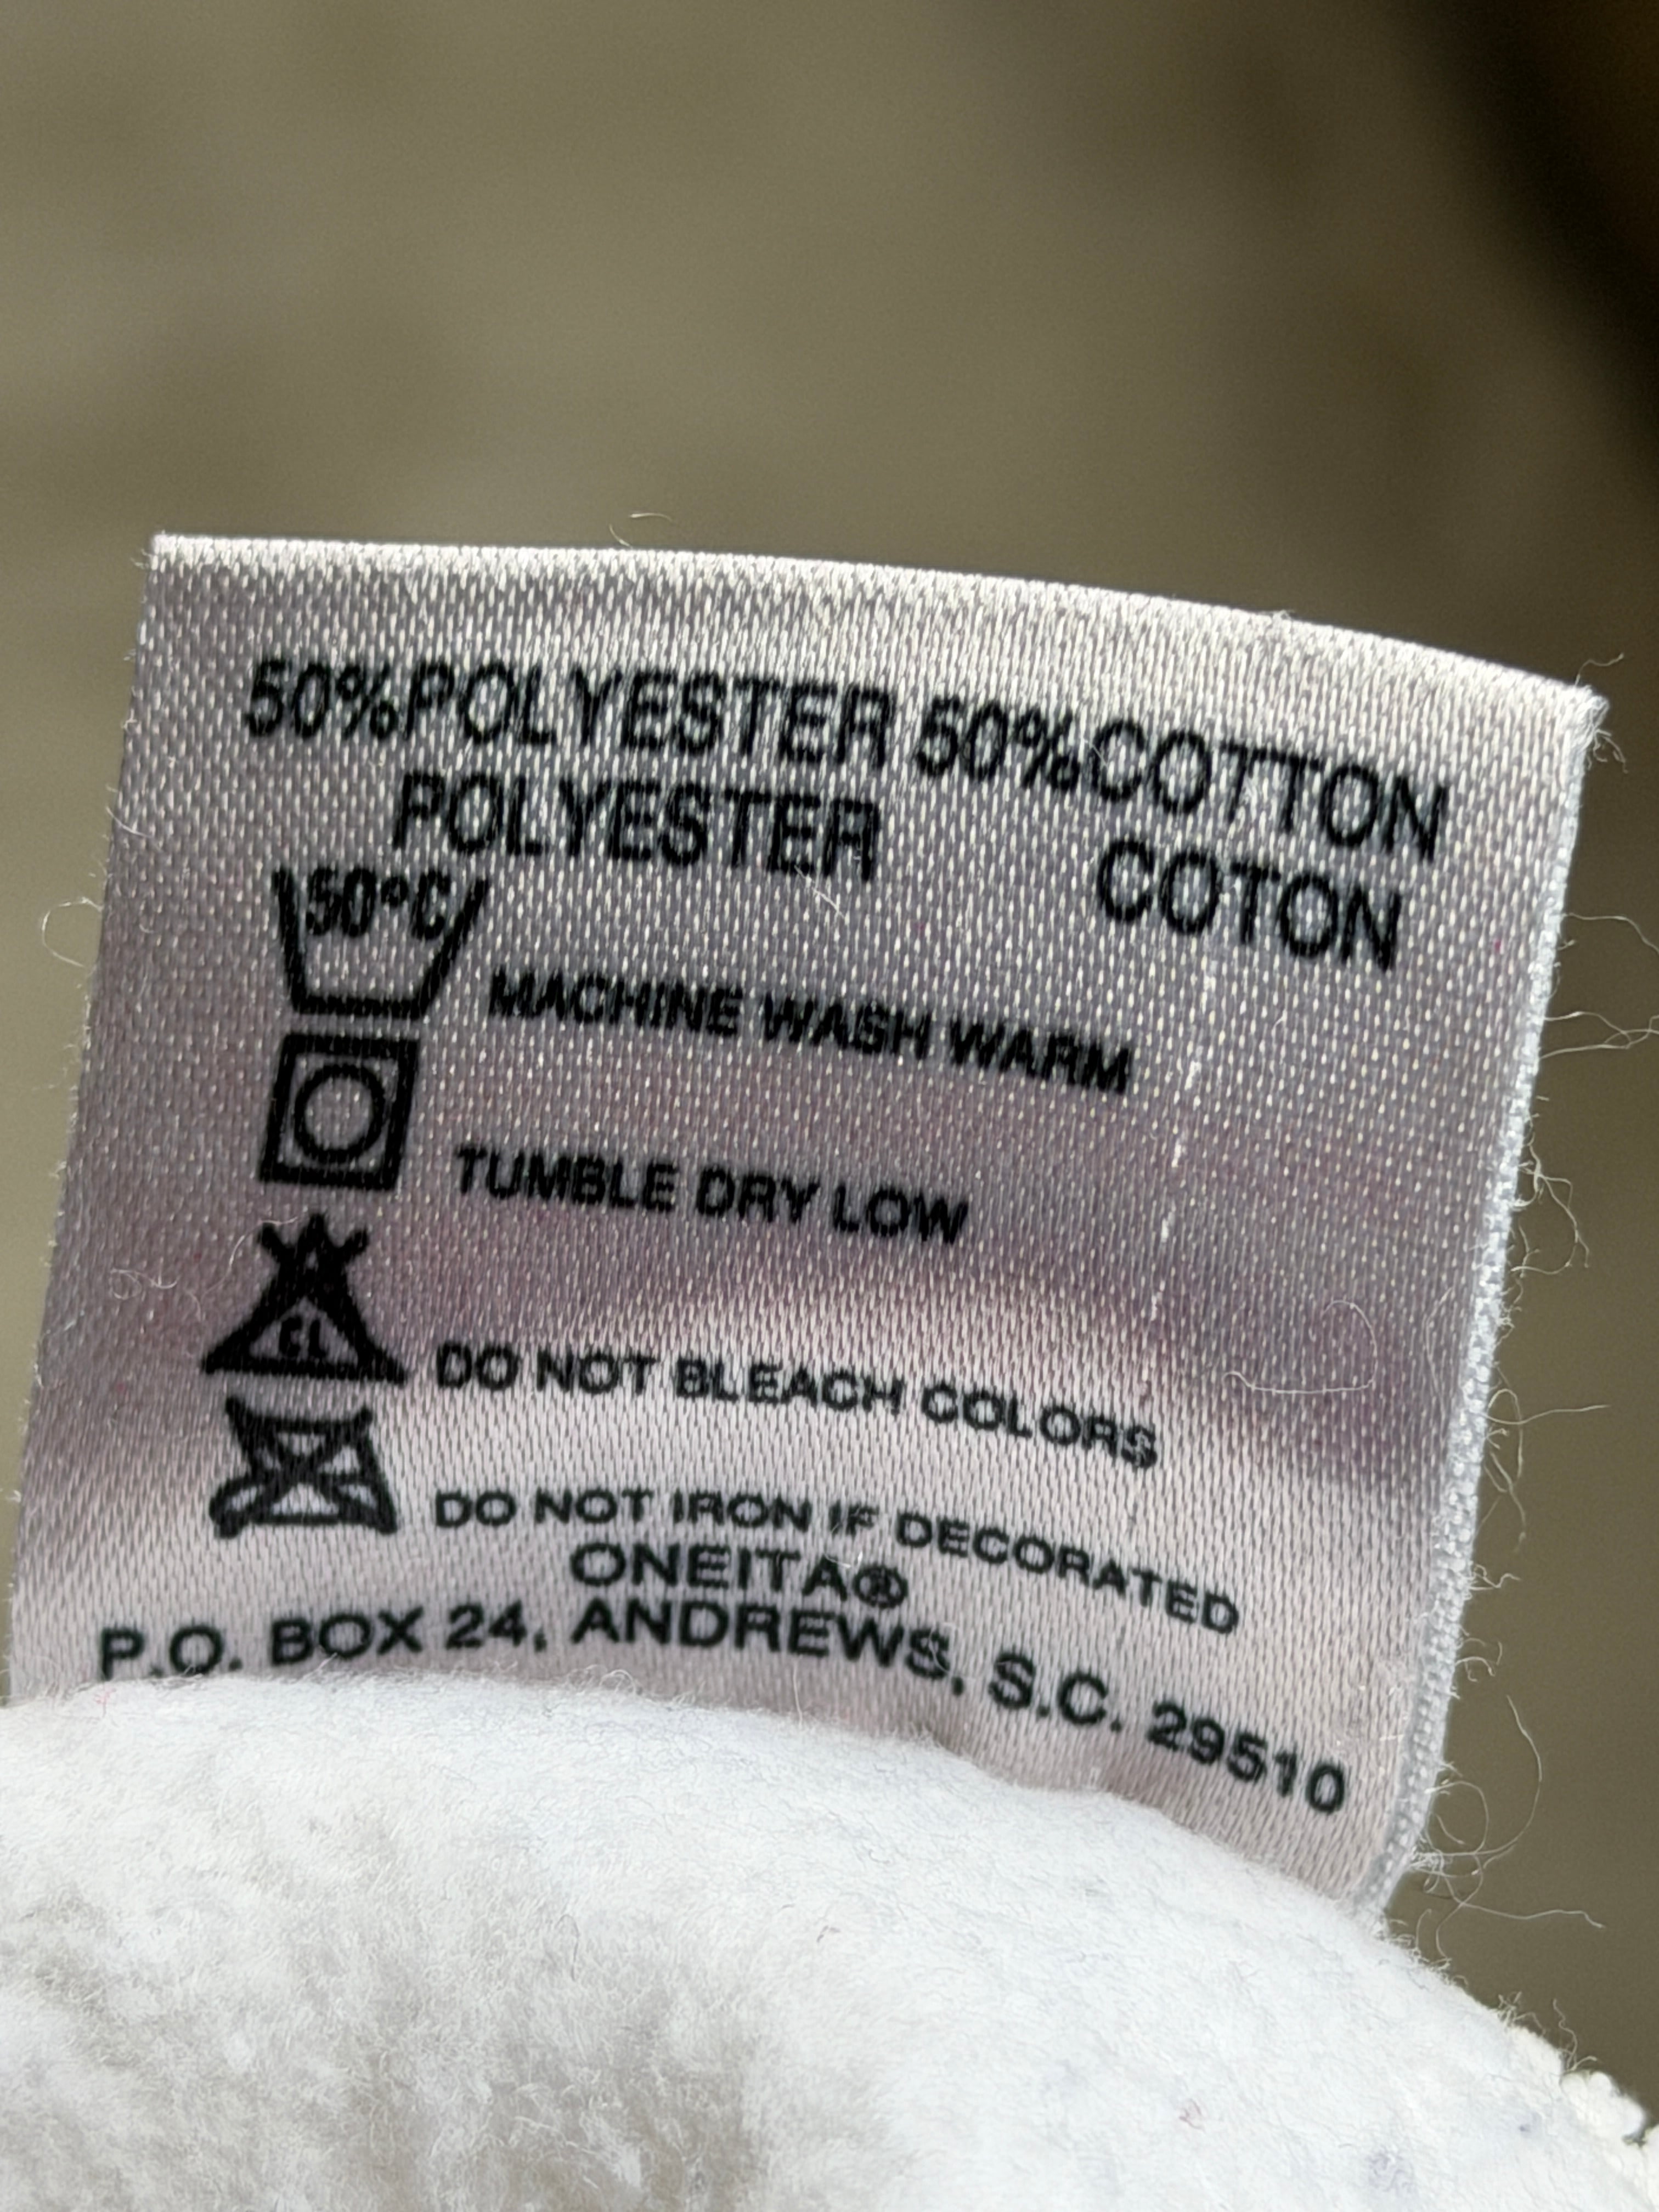 50%POLYESTER 50%COTTON
POLYESTER COTON
50°C
MACHINE WASH WARM
TUMBLE DRY LOW
CL
DO NOT BLEACH COLORS
DO NOT IRON IF DECORATED
ONEITA®
P.O. BOX 24, ANDREWS, S.C. 29510